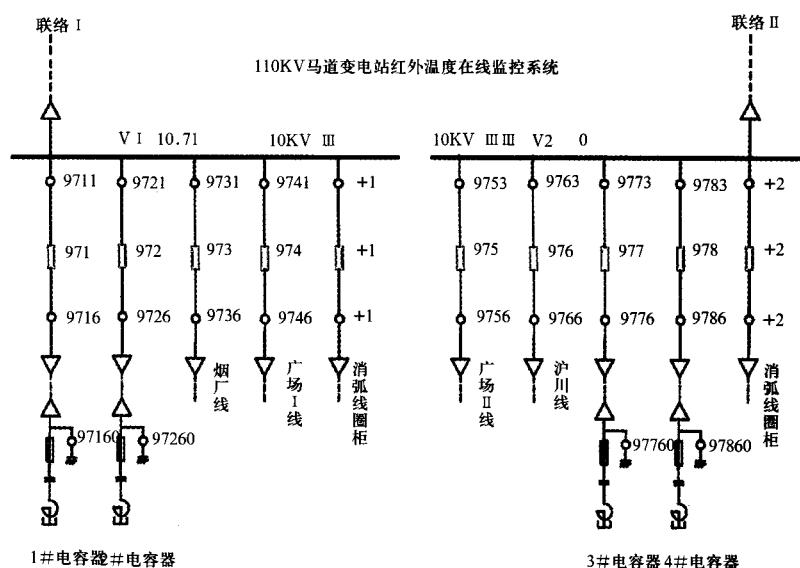 联络 I
联络 II
110KV马道变电站红外温度在线监控系统
V I 10.71 10KV III
10KV III III V2 0
9711 9721 9731 9741 +1
9753 9763 9773 9783 +2
971 972 973 974 +1
975 976 977 978 +2
9716 9726 9736 9746 +1
9756 9766 9776 9786 +2
烟厂线
广场I线
消弧线圈柜
广场II线
沪川线
消弧线圈柜
97160 97260
97760 97860
1#电容器2#电容器
3#电容器 4#电容器